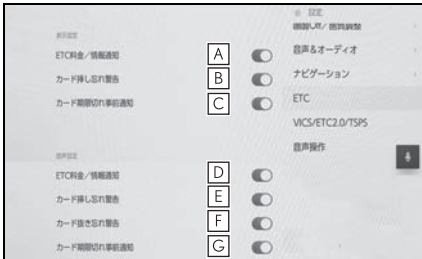 設定
画面OFF/画質調整
表示設定
ETC料金/情報通知 A
音声&オーディオ
カード挿し忘れ警告 B
ナビゲーション
カード期限切れ事前通知 C
ETC
VICS/ETC2.0/TSPS
音声操作
音声設定
ETC料金/情報通知 D
カード挿し忘れ警告 E
カード抜き忘れ警告 F
カード期限切れ事前通知 G